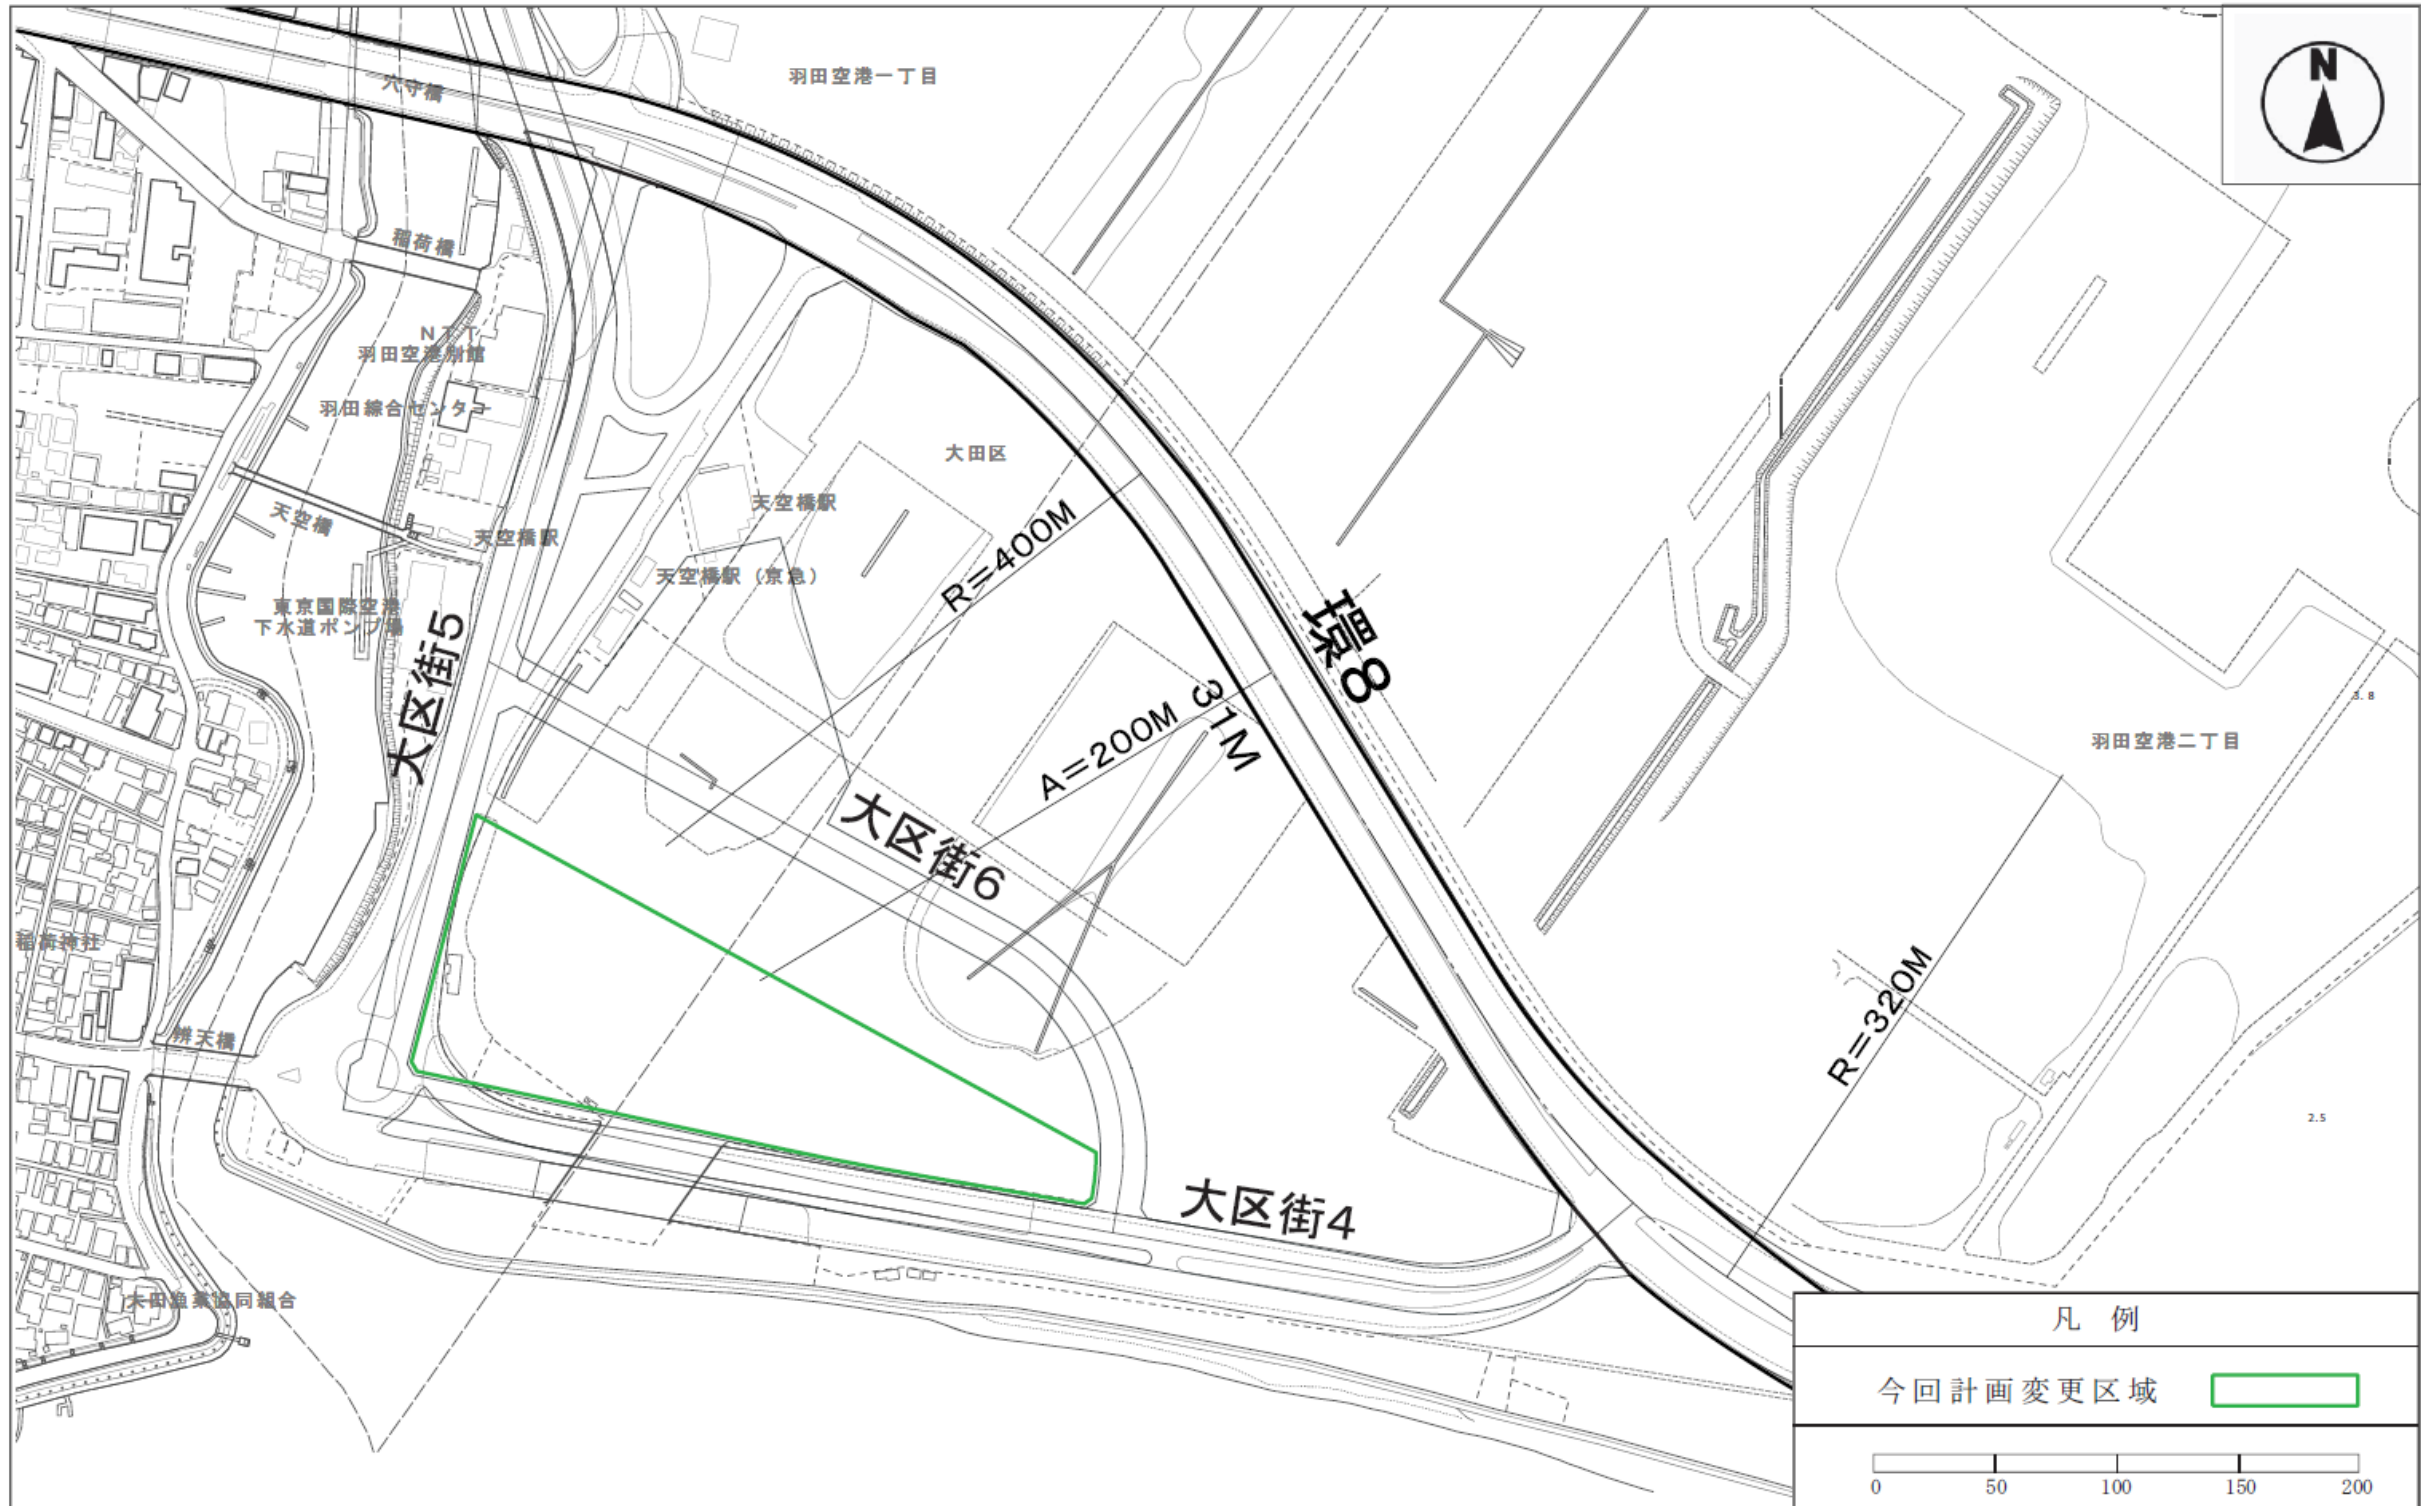 N
羽田空港一丁目
穴守橋
稲荷橋
NTT
羽田空港別館
羽田総合センター
大田区
天空橋駅
天空橋
天空橋駅
天空橋駅（京急）
R=400M
東京国際空港
下水道ポンプ場
大区街5
環8
31M
A=200M
3.8
羽田空港二丁目
大区街6
稲荷神社
R=320M
辨天橋
2.5
大区街4
大田漁業協同組合
凡 例
今回計画変更区域
0 50 100 150 200